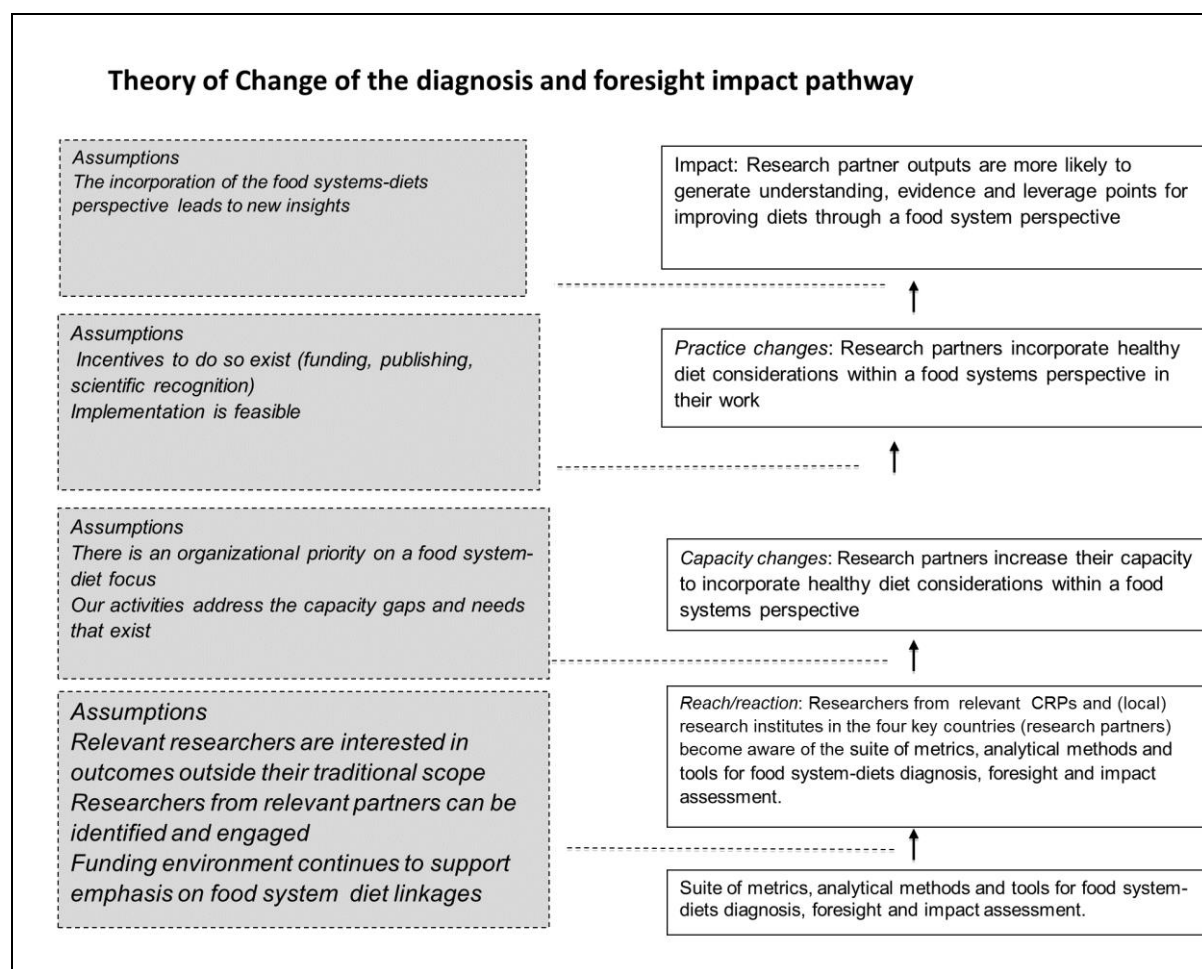 Theory of Change of the diagnosis and foresight impact pathway
Assumptions
The incorporation of the food systems-diets
perspective leads to new insights
Impact: Research partner outputs are more likely to
generate understanding, evidence and leverage points for
improving diets through a food system perspective
Assumptions
Incentives to do so exist (funding, publishing,
scientific recognition)
Implementation is feasible
Practice changes: Research partners incorporate healthy
diet considerations within a food systems perspective in
their work
Assumptions
There is an organizational priority on a food system-
diet focus
Our activities address the capacity gaps and needs
that exist
Capacity changes: Research partners increase their capacity
to incorporate healthy diet considerations within a food
systems perspective
Assumptions
Relevant researchers are interested in
outcomes outside their traditional scope
Researchers from relevant partners can be
identified and engaged
Funding environment continues to support
emphasis on food system diet linkages
Reach/reaction: Researchers from relevant CRPs and (local)
research institutes in the four key countries (research partners)
become aware of the suite of metrics, analytical methods and
tools for food system-diets diagnosis, foresight and impact
assessment.
Suite of metrics, analytical methods and tools for food system-
diets diagnosis, foresight and impact assessment.